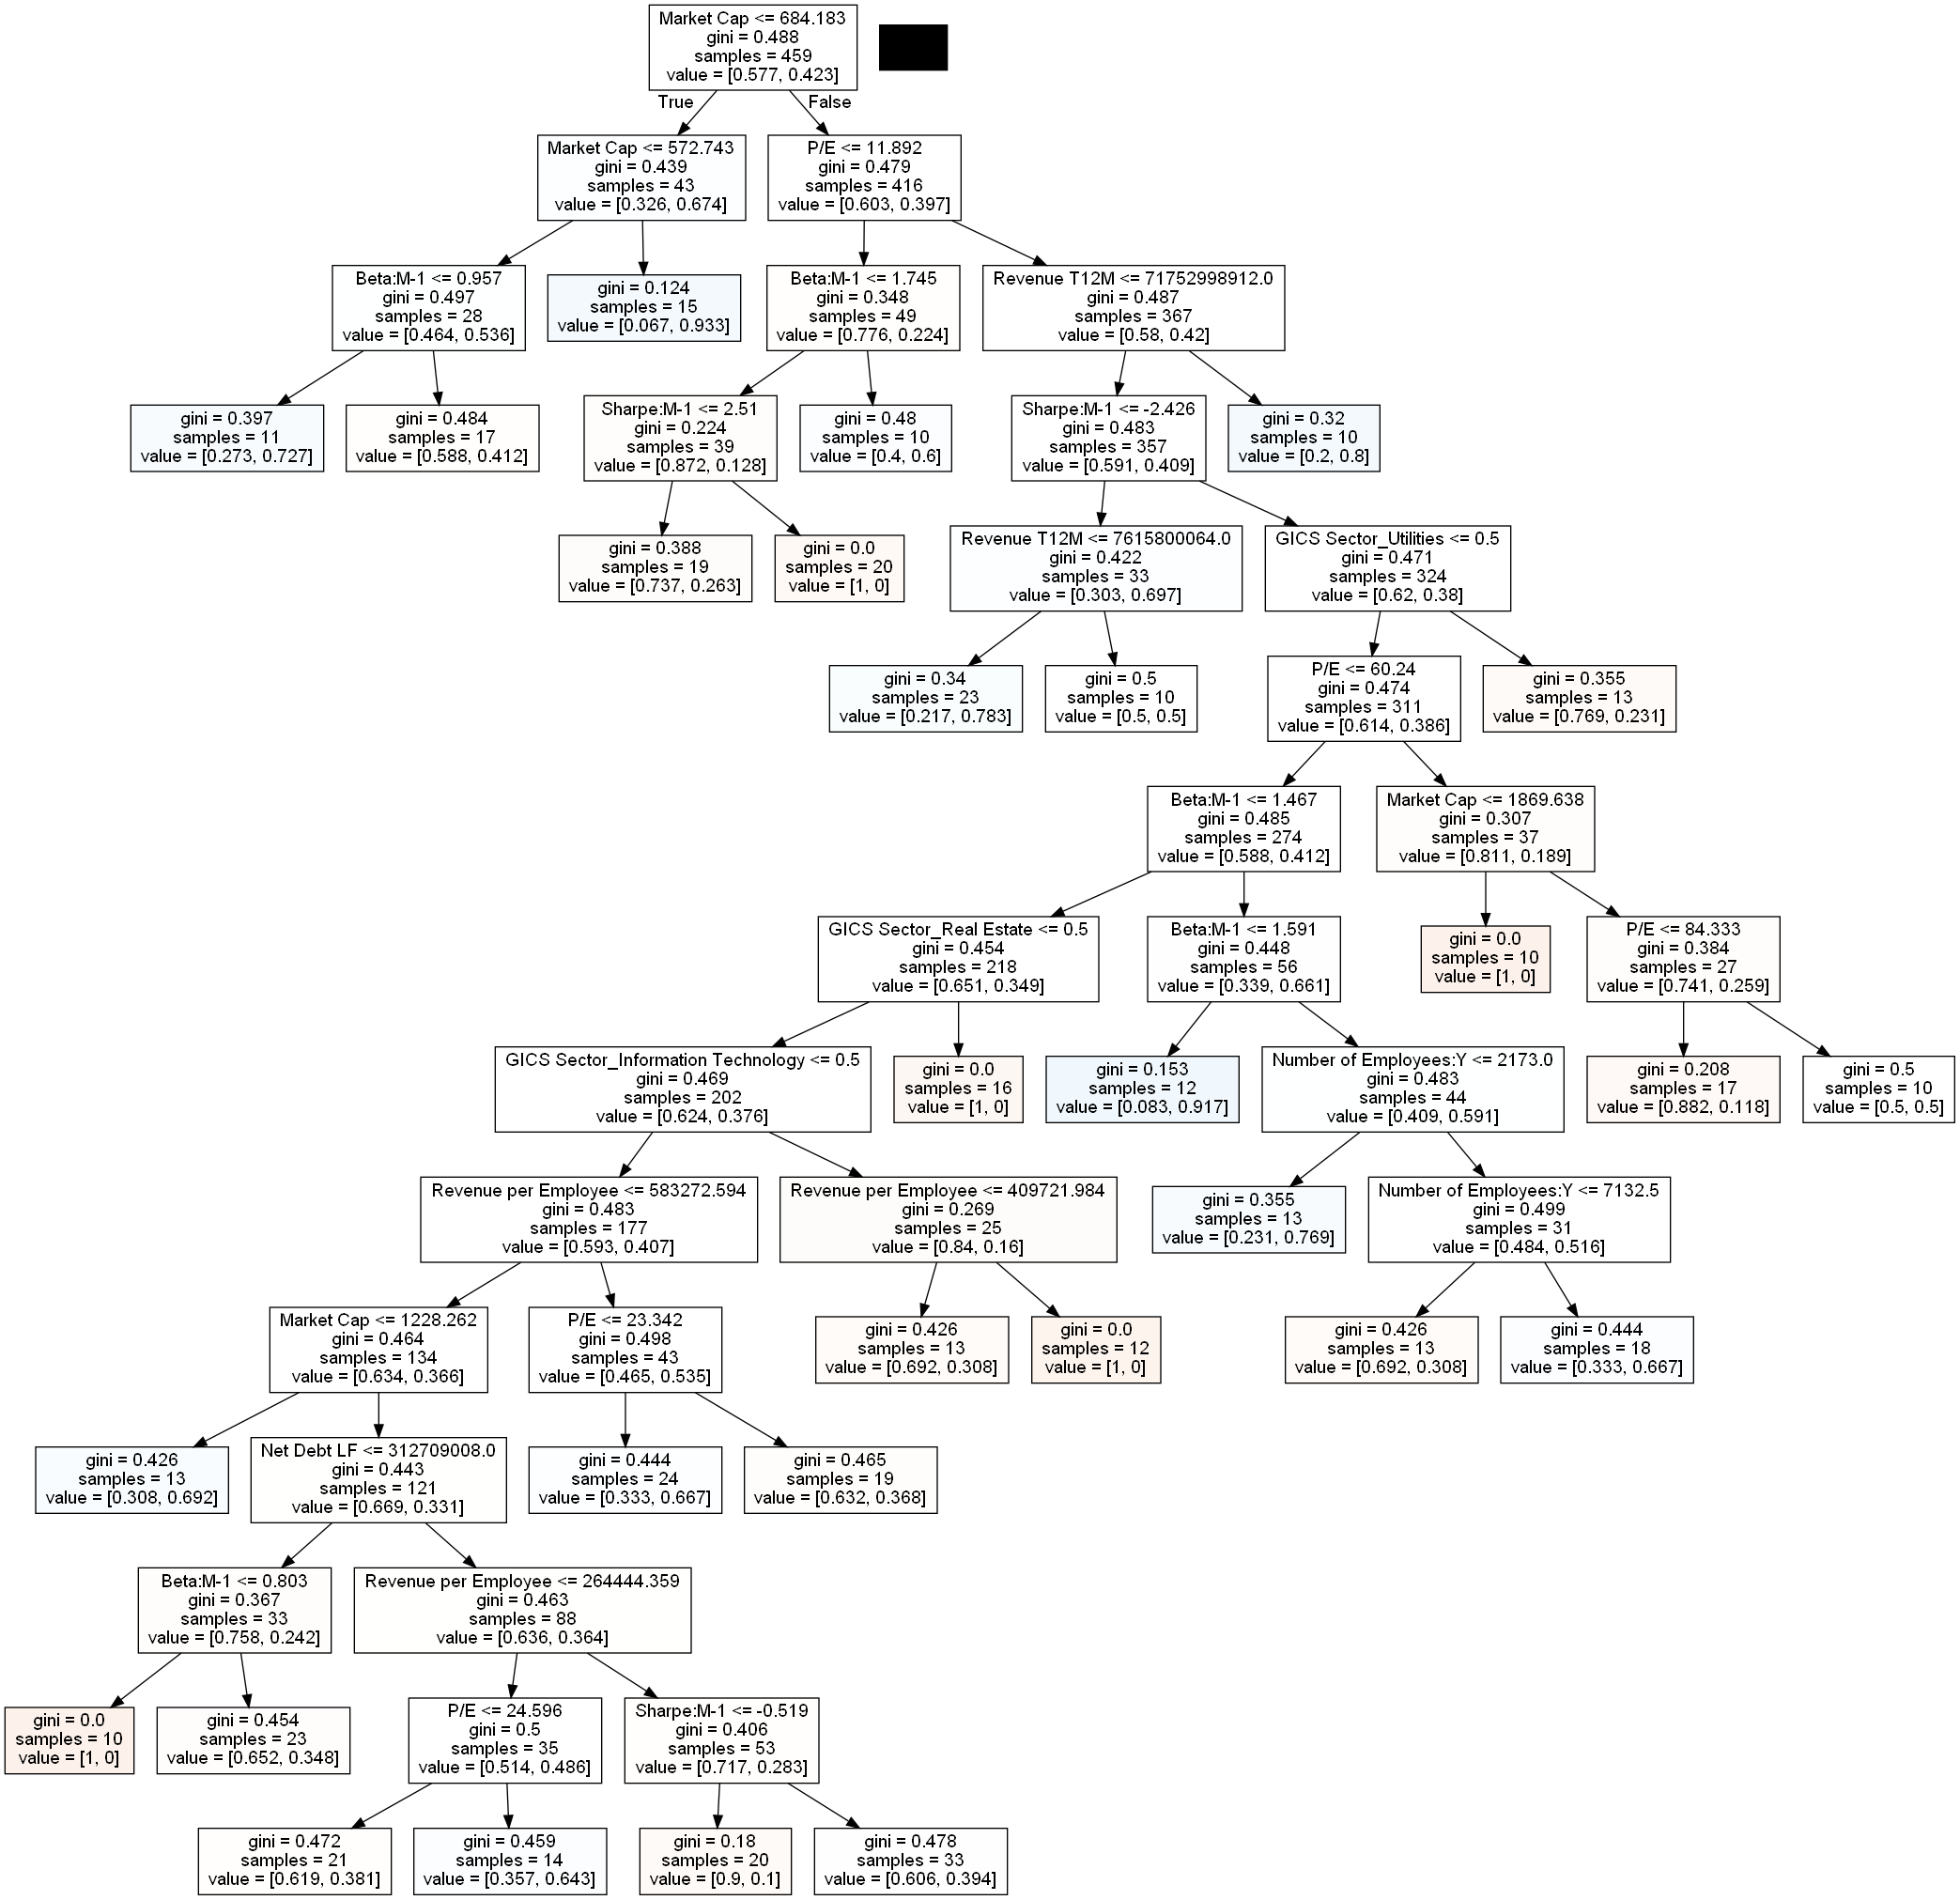 Market Cap <= 684.183
gini = 0.488
samples = 459
value = [0.577, 0.423]
True
False
Market Cap <= 572.743
gini = 0.439
samples = 43
value = [0.326, 0.674]
P/E <= 11.892
gini = 0.479
samples = 416
value = [0.603, 0.397]
Beta:M-1 <= 0.957
gini = 0.497
samples = 28
value = [0.464, 0.536]
gini = 0.124
samples = 15
value = [0.067, 0.933]
Beta:M-1 <= 1.745
gini = 0.348
samples = 49
value = [0.776, 0.224]
Revenue T12M <= 71752998912.0
gini = 0.487
samples = 367
value = [0.58, 0.42]
gini = 0.397
samples = 11
value = [0.273, 0.727]
gini = 0.484
samples = 17
value = [0.588, 0.412]
Sharpe:M-1 <= 2.51
gini = 0.224
samples = 39
value = [0.872, 0.128]
gini = 0.48
samples = 10
value = [0.4, 0.6]
Sharpe:M-1 <= -2.426
gini = 0.483
samples = 357
value = [0.591, 0.409]
gini = 0.32
samples = 10
value = [0.2, 0.8]
gini = 0.388
samples = 19
value = [0.737, 0.263]
gini = 0.0
samples = 20
value = [1, 0]
Revenue T12M <= 7615800064.0
gini = 0.422
samples = 33
value = [0.303, 0.697]
GICS Sector_Utilities <= 0.5
gini = 0.471
samples = 324
value = [0.62, 0.38]
gini = 0.34
samples = 23
value = [0.217, 0.783]
gini = 0.5
samples = 10
value = [0.5, 0.5]
P/E <= 60.24
gini = 0.474
samples = 311
value = [0.614, 0.386]
gini = 0.355
samples = 13
value = [0.769, 0.231]
Beta:M-1 <= 1.467
gini = 0.485
samples = 274
value = [0.588, 0.412]
Market Cap <= 1869.638
gini = 0.307
samples = 37
value = [0.811, 0.189]
GICS Sector_Real Estate <= 0.5
gini = 0.454
samples = 218
value = [0.651, 0.349]
Beta:M-1 <= 1.591
gini = 0.448
samples = 56
value = [0.339, 0.661]
gini = 0.0
samples = 10
value = [1, 0]
P/E <= 84.333
gini = 0.384
samples = 27
value = [0.741, 0.259]
GICS Sector_Information Technology <= 0.5
gini = 0.469
samples = 202
value = [0.624, 0.376]
gini = 0.0
samples = 16
value = [1, 0]
gini = 0.153
samples = 12
value = [0.083, 0.917]
Number of Employees:Y <= 2173.0
gini = 0.483
samples = 44
value = [0.409, 0.591]
gini = 0.208
samples = 17
value = [0.882, 0.118]
gini = 0.5
samples = 10
value = [0.5, 0.5]
Revenue per Employee <= 583272.594
gini = 0.483
samples = 177
value = [0.593, 0.407]
Revenue per Employee <= 409721.984
gini = 0.269
samples = 25
value = [0.84, 0.16]
gini = 0.355
samples = 13
value = [0.231, 0.769]
Number of Employees:Y <= 7132.5
gini = 0.499
samples = 31
value = [0.484, 0.516]
Market Cap <= 1228.262
gini = 0.464
samples = 134
value = [0.634, 0.366]
P/E <= 23.342
gini = 0.498
samples = 43
value = [0.465, 0.535]
gini = 0.426
samples = 13
value = [0.692, 0.308]
gini = 0.0
samples = 12
value = [1, 0]
gini = 0.426
samples = 13
value = [0.692, 0.308]
gini = 0.444
samples = 18
value = [0.333, 0.667]
gini = 0.426
samples = 13
value = [0.308, 0.692]
Net Debt LF <= 312709008.0
gini = 0.443
samples = 121
value = [0.669, 0.331]
gini = 0.444
samples = 24
value = [0.333, 0.667]
gini = 0.465
samples = 19
value = [0.632, 0.368]
Beta:M-1 <= 0.803
gini = 0.367
samples = 33
value = [0.758, 0.242]
Revenue per Employee <= 264444.359
gini = 0.463
samples = 88
value = [0.636, 0.364]
gini = 0.0
samples = 10
value = [1, 0]
gini = 0.454
samples = 23
value = [0.652, 0.348]
P/E <= 24.596
gini = 0.5
samples = 35
value = [0.514, 0.486]
Sharpe:M-1 <= -0.519
gini = 0.406
samples = 53
value = [0.717, 0.283]
gini = 0.472
samples = 21
value = [0.619, 0.381]
gini = 0.459
samples = 14
value = [0.357, 0.643]
gini = 0.18
samples = 20
value = [0.9, 0.1]
gini = 0.478
samples = 33
value = [0.606, 0.394]